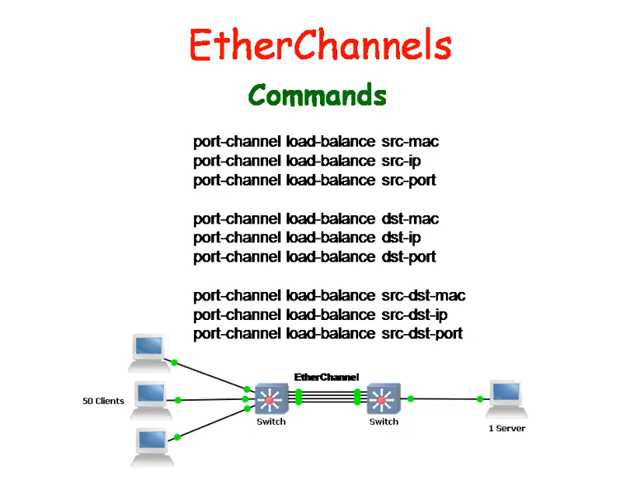 EtherChannels
Commands
port-channel load-balance src-mac
port-channel load-balance src-ip
port-channel load-balance src-port
port-channel load-balance dst-mac
port-channel load-balance dst-ip
port-channel load-balance dst-port
port-channel load-balance src-dst-mac
port-channel load-balance src-dst-ip
port-channel load-balance src-dst-port
EtherChannel
50 Clients
Switch
Switch
1 Server